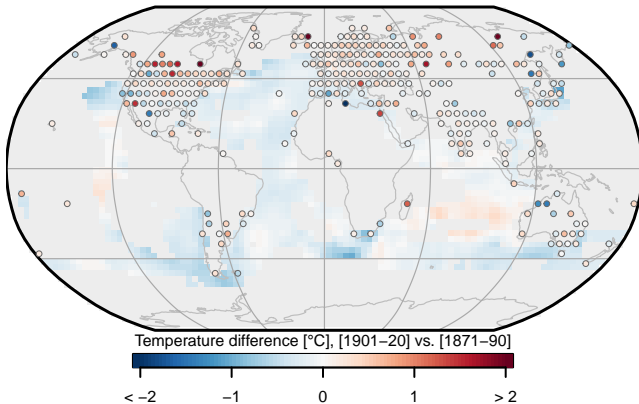 Temperature difference [°C], [1901−20] vs. [1871−90]
< −2 −1 0 1 > 2